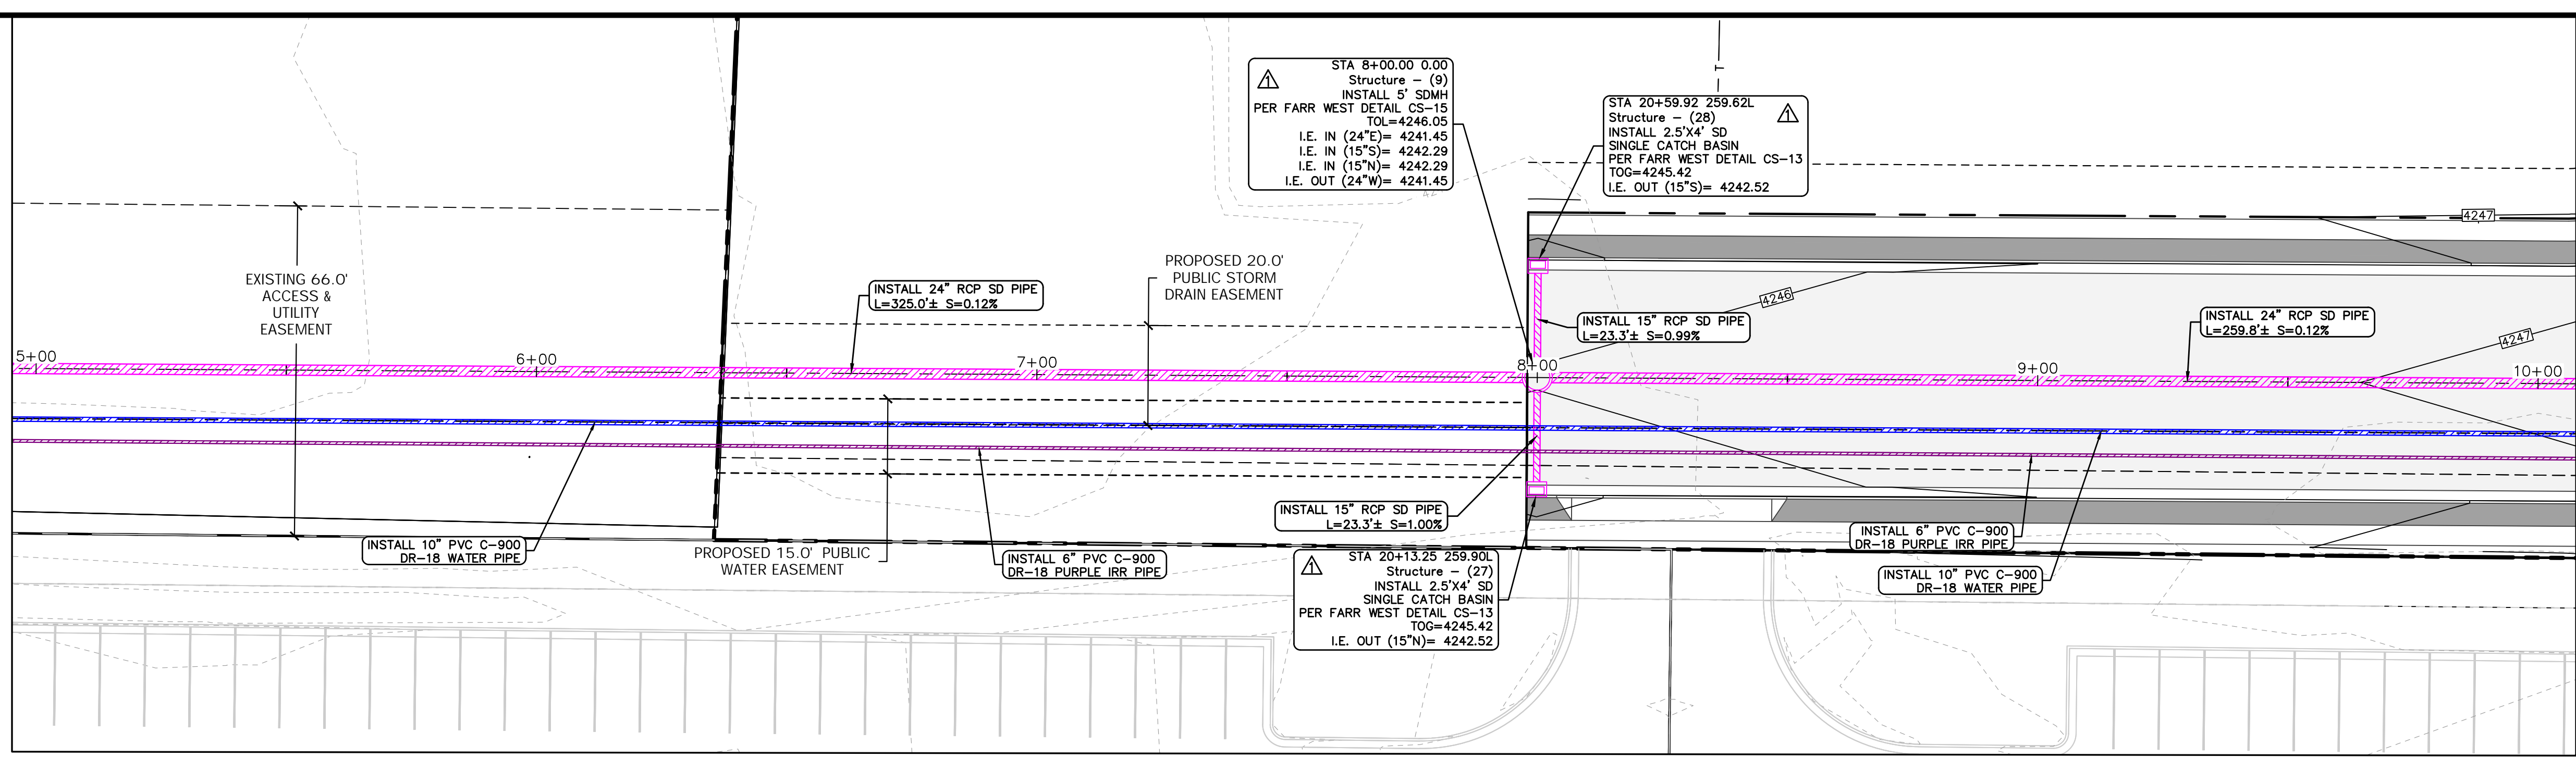 STA 8+00.00 0.00
1
Structure – (9)
INSTALL 5' SDMH
PER FARR WEST DETAIL CS–15
TOL=4246.05
I.E. IN (24"E)= 4241.45
I.E. IN (15"S)= 4242.29
I.E. IN (15"N)= 4242.29
I.E. OUT (24"W)= 4241.45
T
STA 20+59.92 259.62L
1
Structure – (28)
INSTALL 2.5'X4' SD
SINGLE CATCH BASIN
PER FARR WEST DETAIL CS–13
TOG=4245.42
I.E. OUT (15"S)= 4242.52
42
4247
EXISTING 66.0'
ACCESS &
UTILITY
EASEMENT
INSTALL 24" RCP SD PIPE
L=325.0'± S=0.12%
PROPOSED 20.0'
PUBLIC STORM
DRAIN EASEMENT
4246
INSTALL 15" RCP SD PIPE
L=23.3'± S=0.99%
INSTALL 24" RCP SD PIPE
L=259.8'± S=0.12%
4247
5+00
6+00
7+00
8+00
9+00
10+00
INSTALL 10" PVC C–900
DR–18 WATER PIPE
PROPOSED 15.0' PUBLIC
WATER EASEMENT
INSTALL 6" PVC C–900
DR–18 PURPLE IRR PIPE
INSTALL 15" RCP SD PIPE
L=23.3'± S=1.00%
STA 20+13.25 259.90L
1
Structure – (27)
INSTALL 2.5'X4' SD
SINGLE CATCH BASIN
PER FARR WEST DETAIL CS–13
TOG=4245.42
I.E. OUT (15"N)= 4242.52
INSTALL 6" PVC C–900
DR–18 PURPLE IRR PIPE
INSTALL 10" PVC C–900
DR–18 WATER PIPE